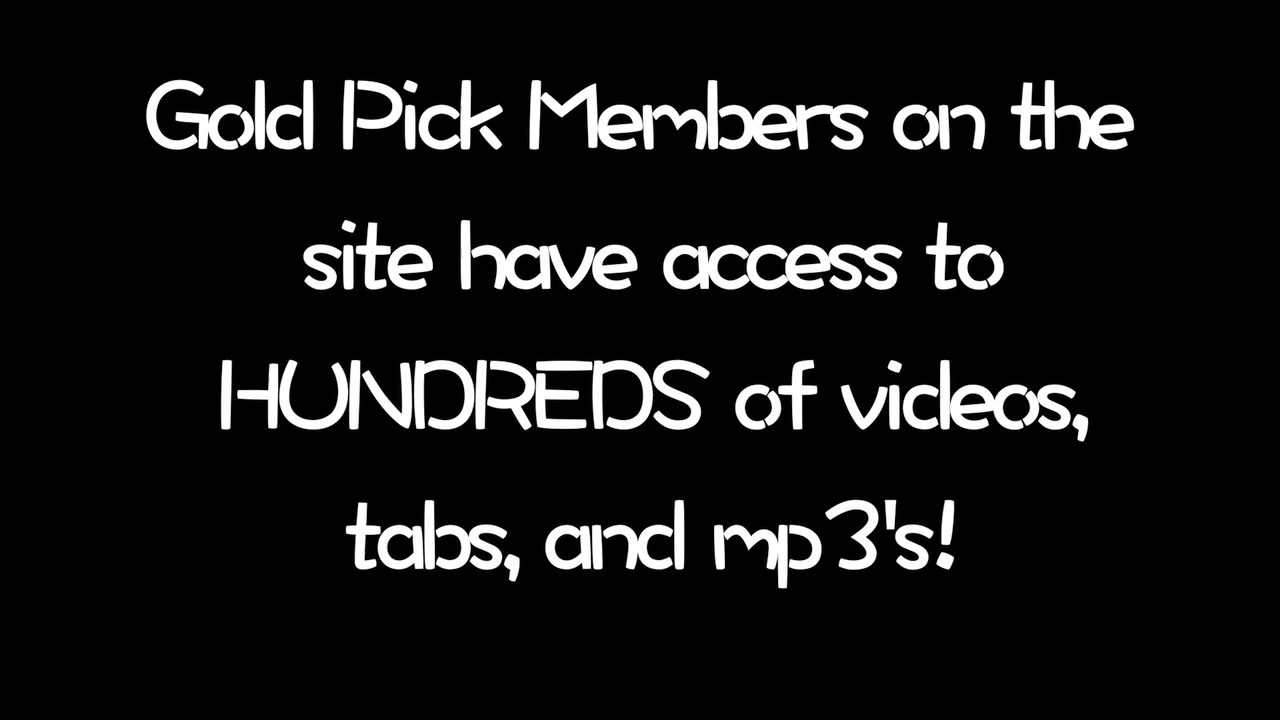 Gold Pick Members on the
site have access to
HUNDREDS of videos,
tabs, and mp3's!